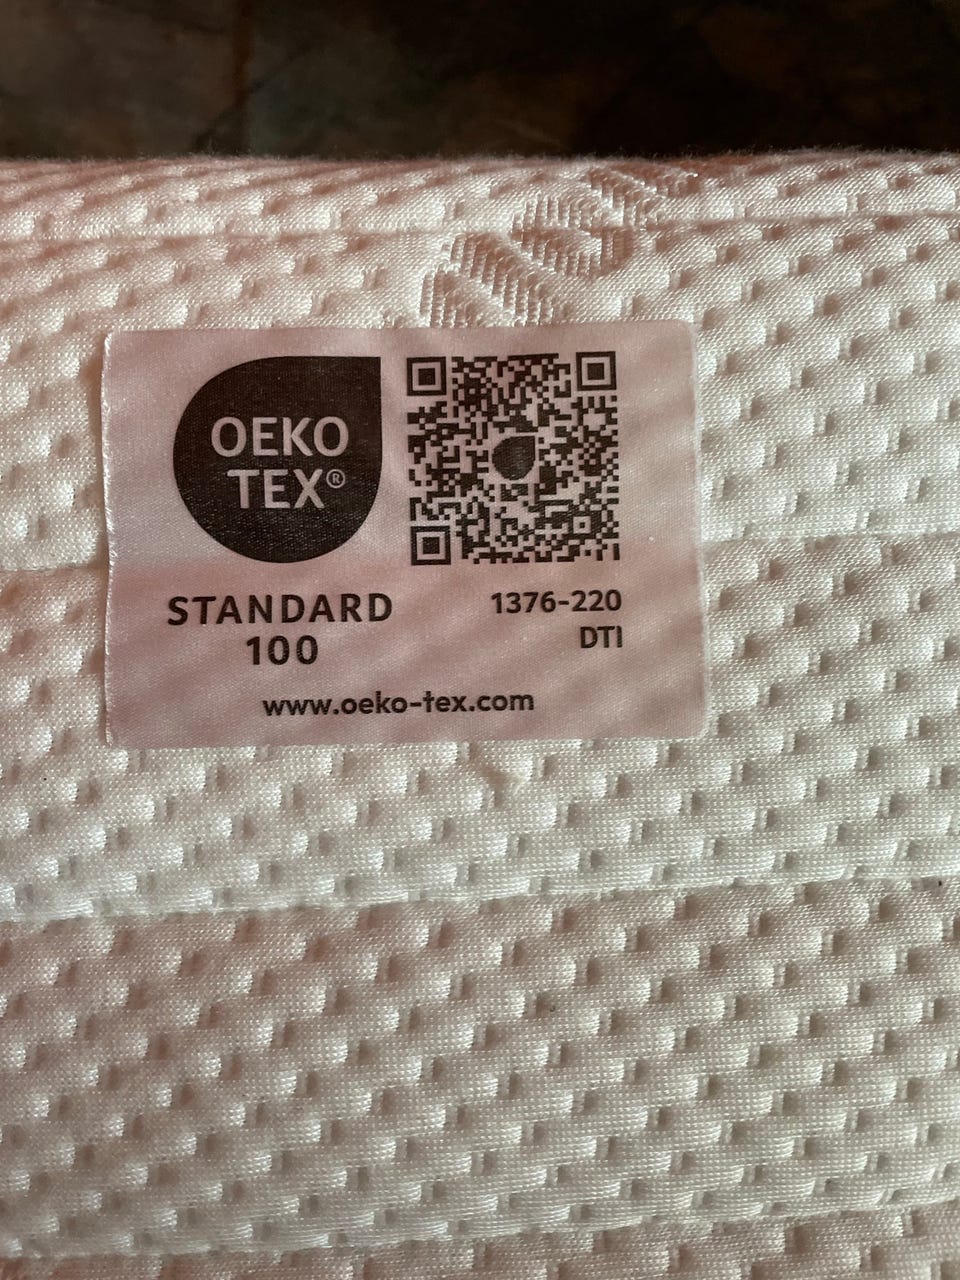 OEKO
TEX®
STANDARD
100
1376-220
DTI
www.oeko-tex.com